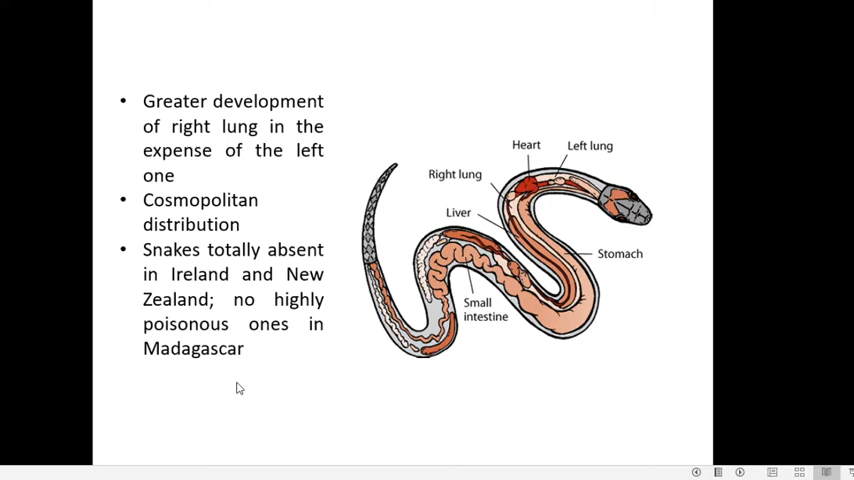 • Greater development
of right lung in the
expense of the left
one
• Cosmopolitan
distribution
• Snakes totally absent
in Ireland and New
Zealand; no highly
poisonous ones in
Madagascar
Heart
Left lung
Right lung
Liver
Stomach
Small
intestine